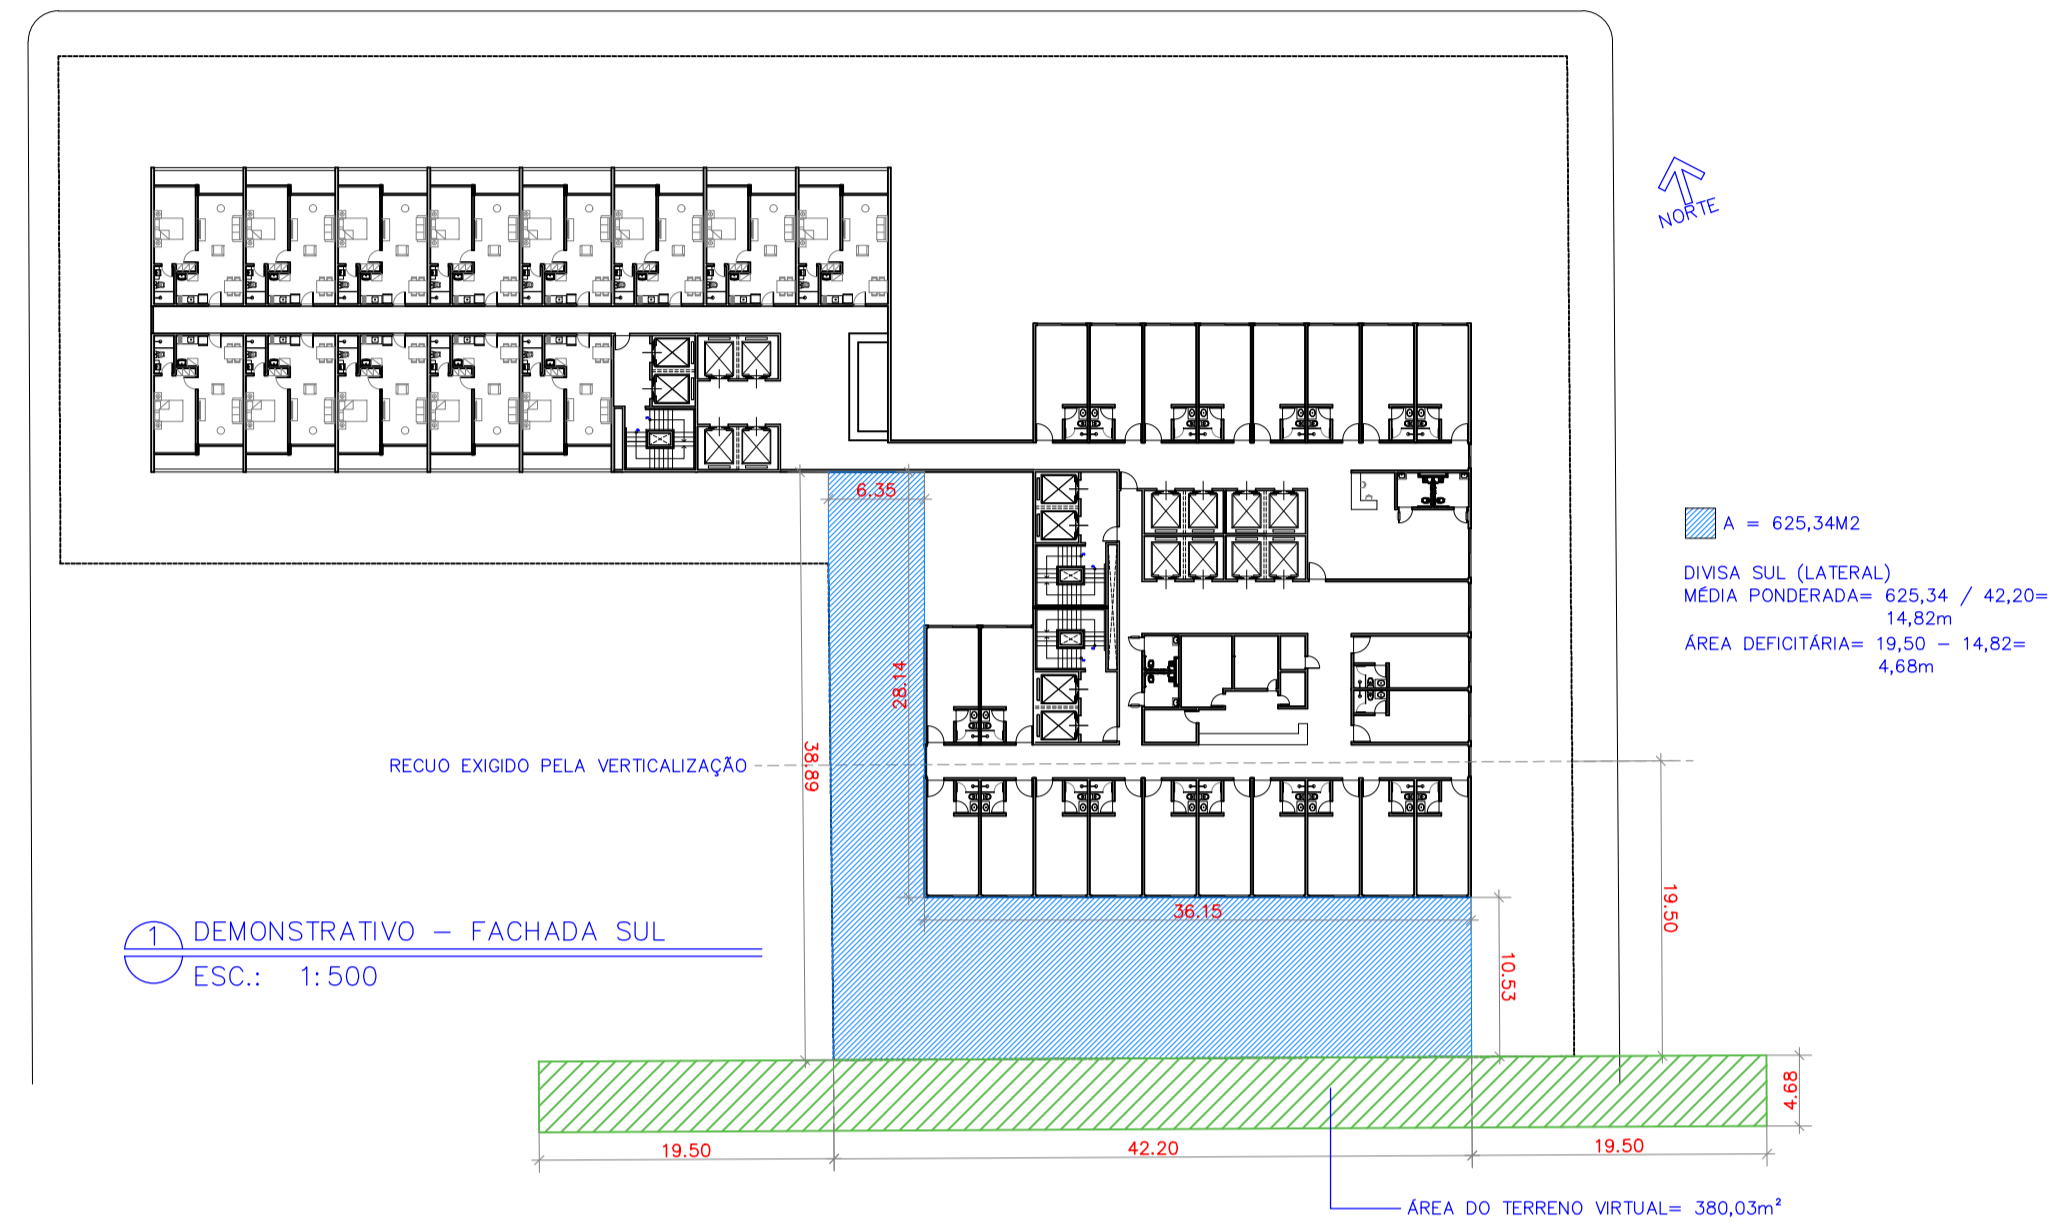 NORTE
6.35
A = 625,34M2
DIVISA SUL (LATERAL)
MÉDIA PONDERADA= 625,34 / 42,20=
14,82m
ÁREA DEFICITÁRIA= 19,50 – 14,82=
4,68m
28.14
38.89
RECUO EXIGIDO PELA VERTICALIZAÇÃO
19.50
36.15
10.53
1 DEMONSTRATIVO – FACHADA SUL
ESC.: 1:500
4.68
19.50
42.20
19.50
ÁREA DO TERRENO VIRTUAL= 380,03m²